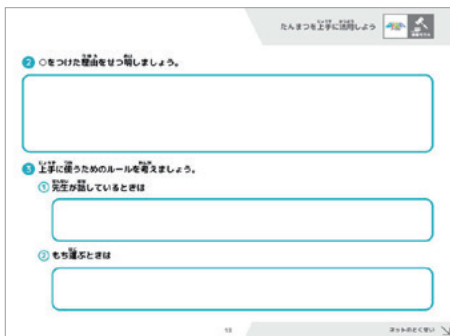 たんまつを上手に活用しよう
2 ○をつけた理由をせつ明しましょう。
3 上手に使うためのルールを考えましょう。
① 先生が話しているときは
② もち運ぶときは
ネットのとくせい